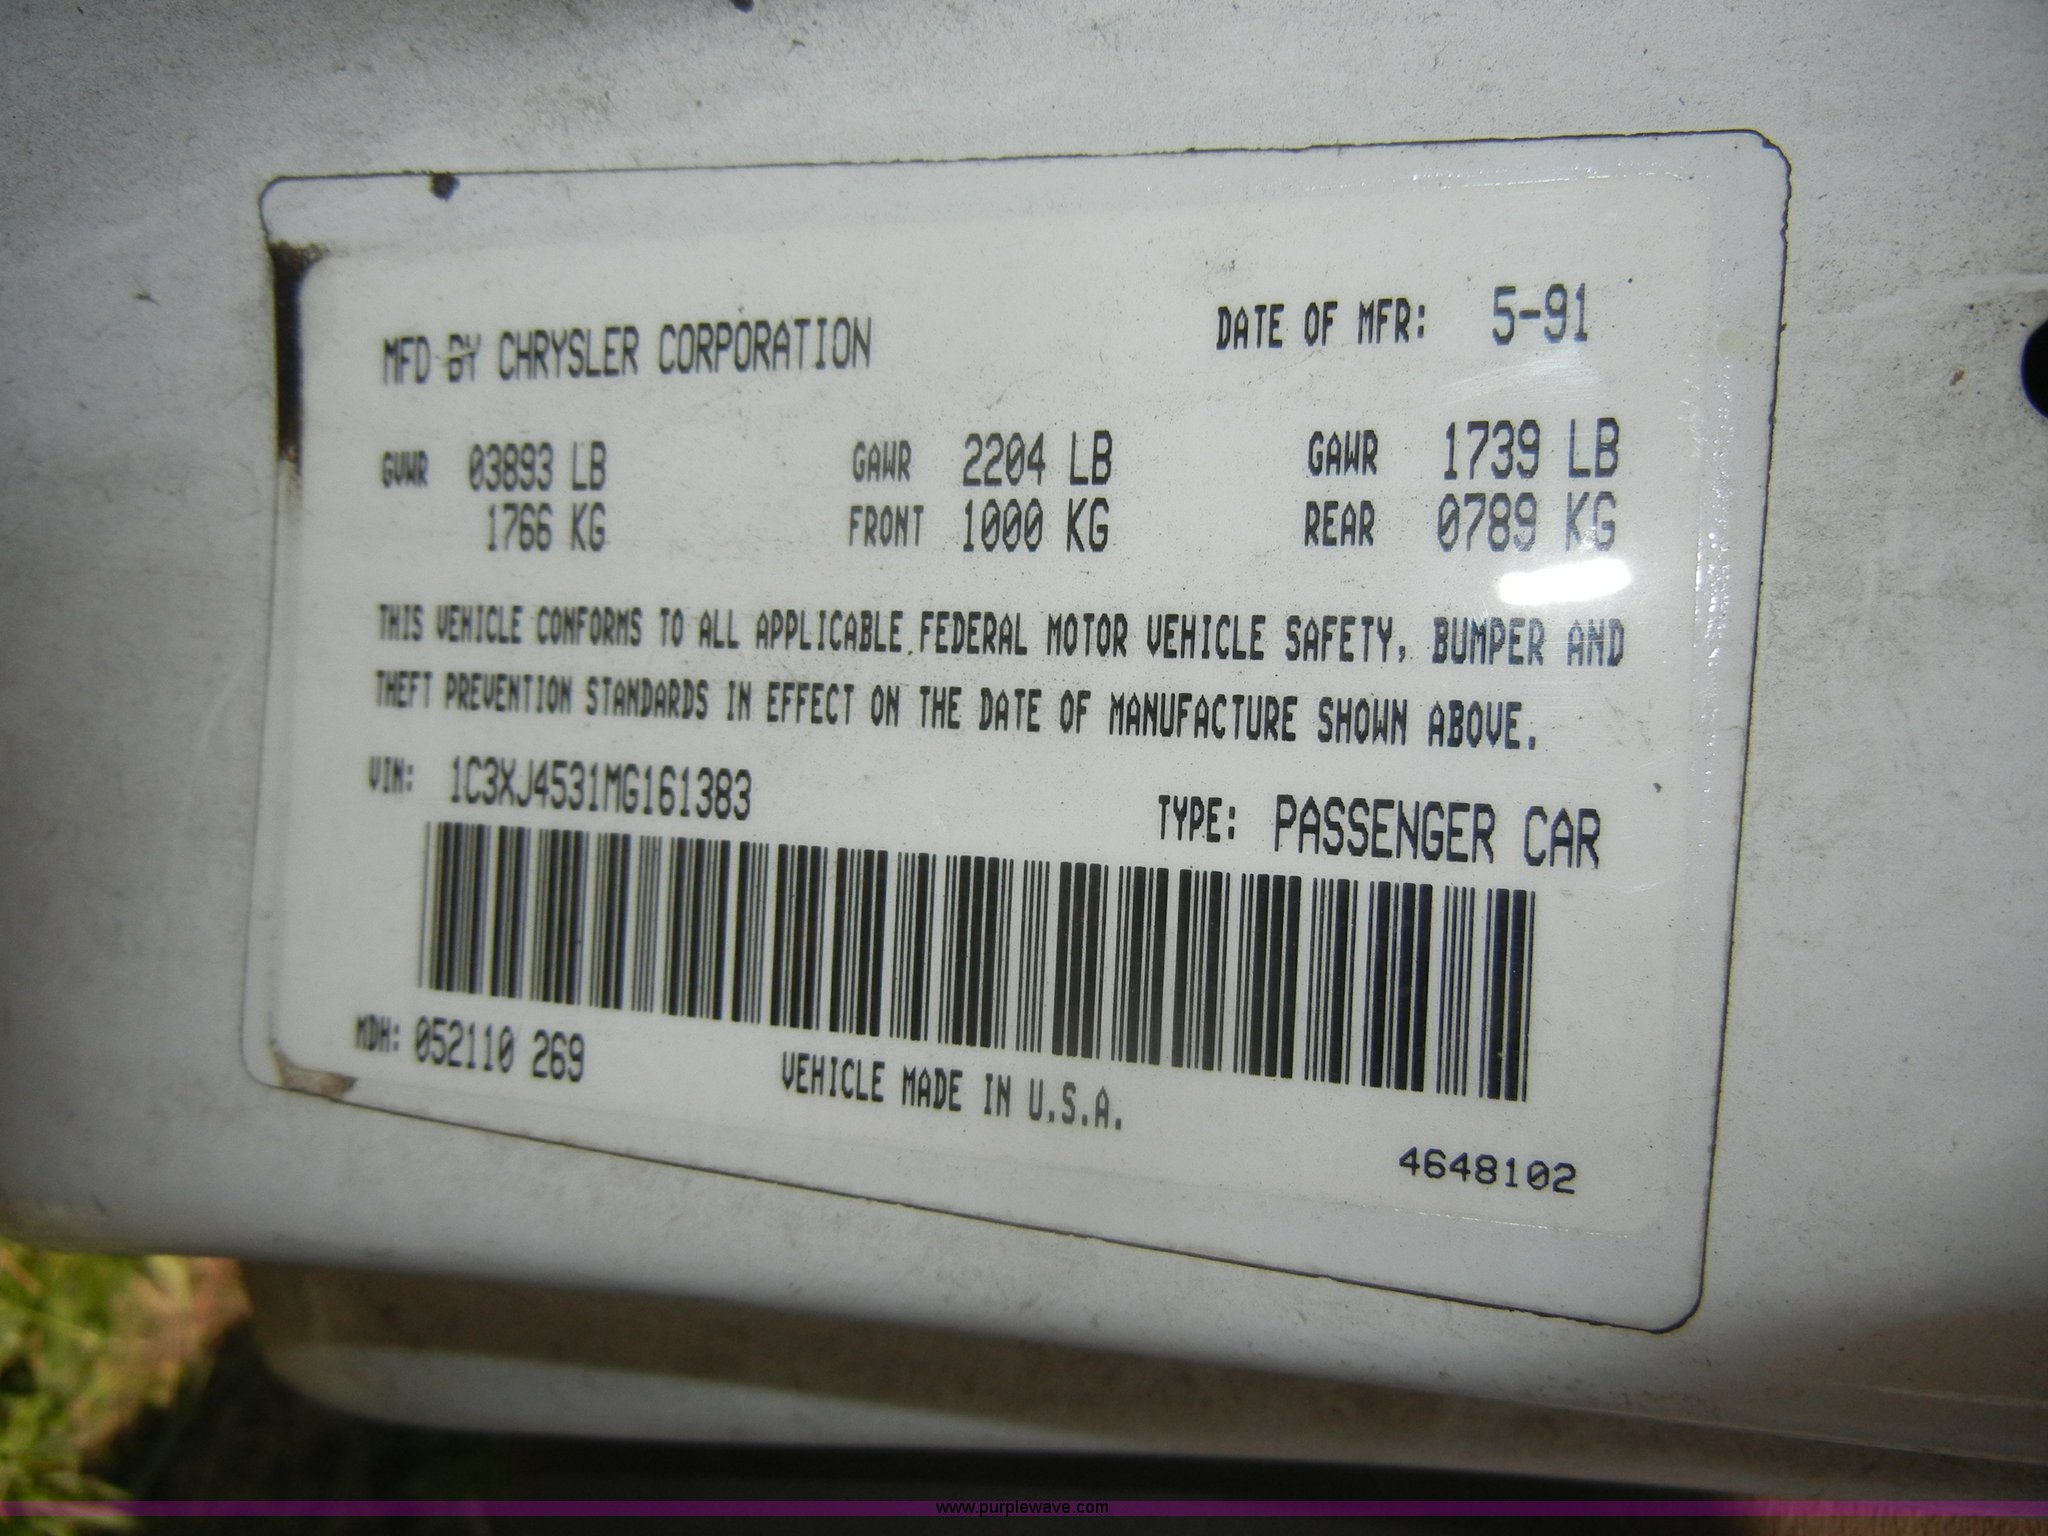 MFD BY CHRYSLER CORPORATION DATE OF MFR: 5-91
GVWR 03893 LB GAWR 2204 LB GAWR 1739 LB
1766 KG FRONT 1000 KG REAR 0789 KG
THIS VEHICLE CONFORMS TO ALL APPLICABLE FEDERAL MOTOR VEHICLE SAFETY, BUMPER AND
THEFT PREVENTION STANDARDS IN EFFECT ON THE DATE OF MANUFACTURE SHOWN ABOVE.
VIN: 1C3XJ4531MG161383 TYPE: PASSENGER CAR
MDH: 052110 269 VEHICLE MADE IN U.S.A.
4648102
www.purplewave.com